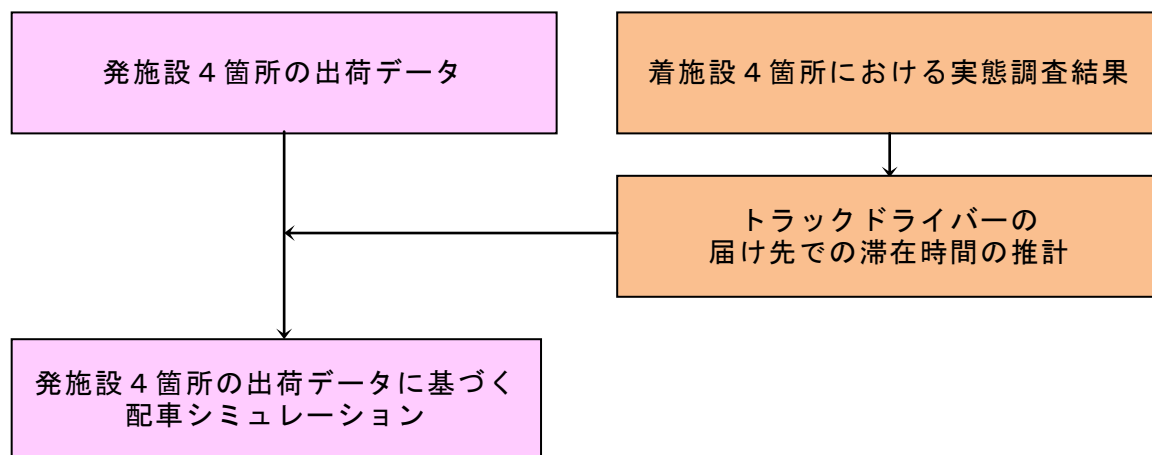 発施設４箇所の出荷データ
着施設４箇所における実態調査結果
トラックドライバーの
届け先での滞在時間の推計
発施設４箇所の出荷データに基づく
配車シミュレーション